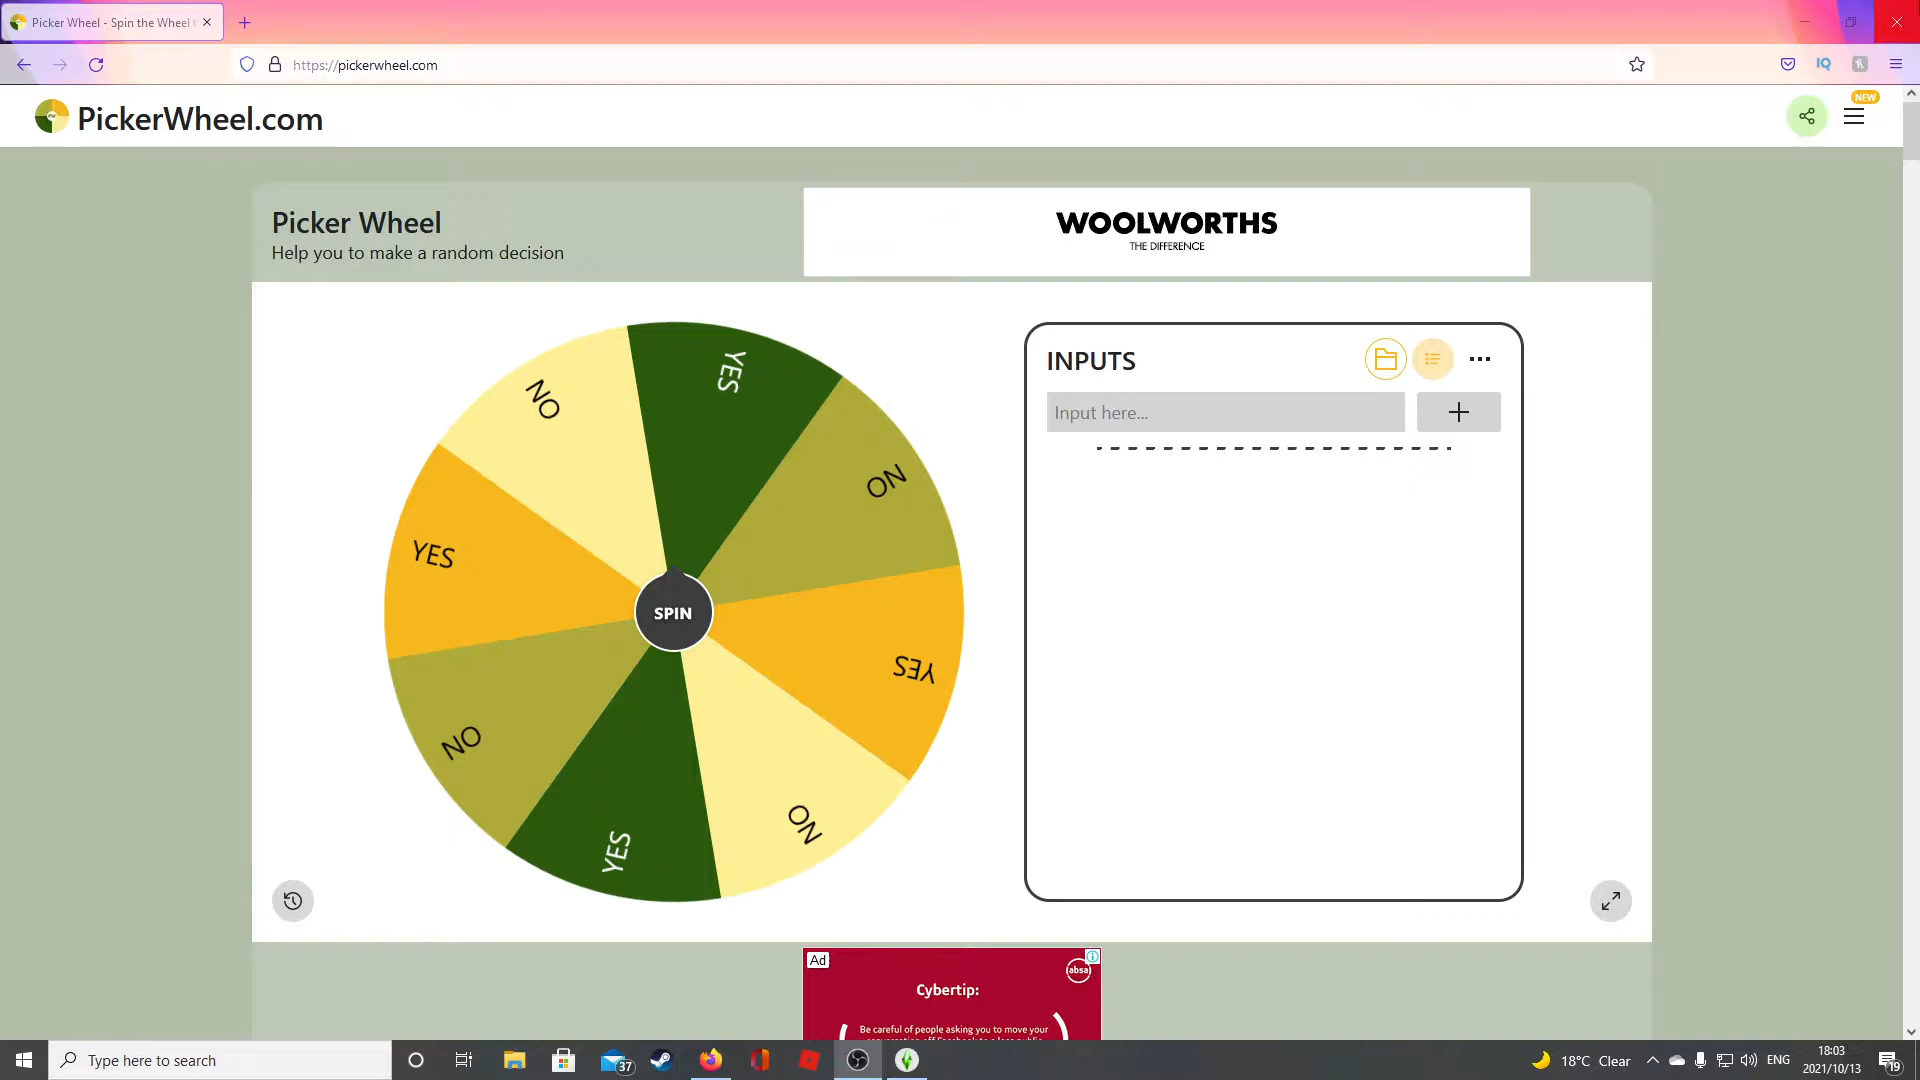 Picker Wheel - Spin the Wheel t
https://pickerwheel.com
IQ
NEW
PickerWheel.com
Picker Wheel
Help you to make a random decision
WOOLWORTHS
THE DIFFERENCE
INPUTS
Input here...
YES
NO
NO
YES
SPIN
YES
NO
NO
YES
Ad
absa
Cybertip:
Be careful of people asking you to move your
Type here to search
37
18°C Clear
ENG
18:03
2021/10/13
19